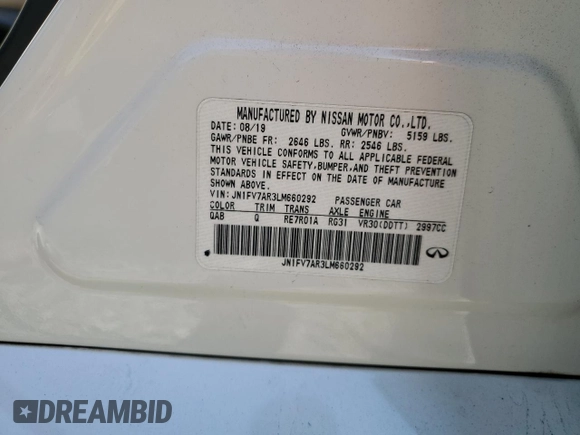 MANUFACTURED BY NISSAN MOTOR CO.,LTD.
DATE: 08/19 GVWR/PNBV: 5159 LBS.
GAWR/PNBE FR: 2646 LBS. RR: 2546 LBS.
THIS VEHICLE CONFORMS TO ALL APPLICABLE FEDERAL
MOTOR VEHICLE SAFETY, BUMPER, AND THEFT PREVENTION
STANDARDS IN EFFECT ON THE DATE OF MANUFACTURE
SHOWN ABOVE.
VIN: JN1FV7AR3LM660292 PASSENGER CAR
COLOR TRIM TRANS AXLE ENGINE
QAB Q RE7R01A RG31 VR30(DDTT) 2997CC
JN1FV7AR3LM660292
DREAMBID